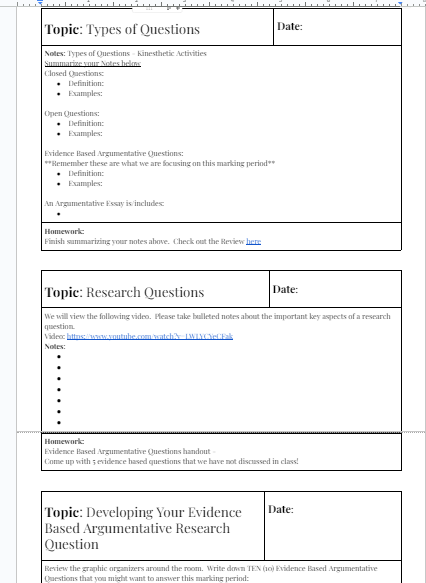 Topic: Types of Questions
Date:
Notes: Types of Questions – Kinesthetic Activities
Summarize your Notes below
Closed Questions:
● Definition:
● Examples:
Open Questions:
● Definition:
● Examples:
Evidence Based Argumentative Questions:
**Remember these are what we are focusing on this marking period**
● Definition:
● Examples:
An Argumentative Essay is/includes:
●
Homework:
Finish summarizing your notes above. Check out the Review here
Topic: Research Questions
Date:
We will view the following video. Please take bulleted notes about the important key aspects of a research
question.
Video:
Notes:
●
●
●
●
●
●
●
Homework:
Evidence Based Argumentative Questions handout –
Come up with 5 evidence based questions that we have not discussed in class!
Topic: Developing Your Evidence
Based Argumentative Research
Question
Date:
Review the graphic organizers around the room. Write down TEN (10) Evidence Based Argumentative
Questions that you might want to answer this marking period: